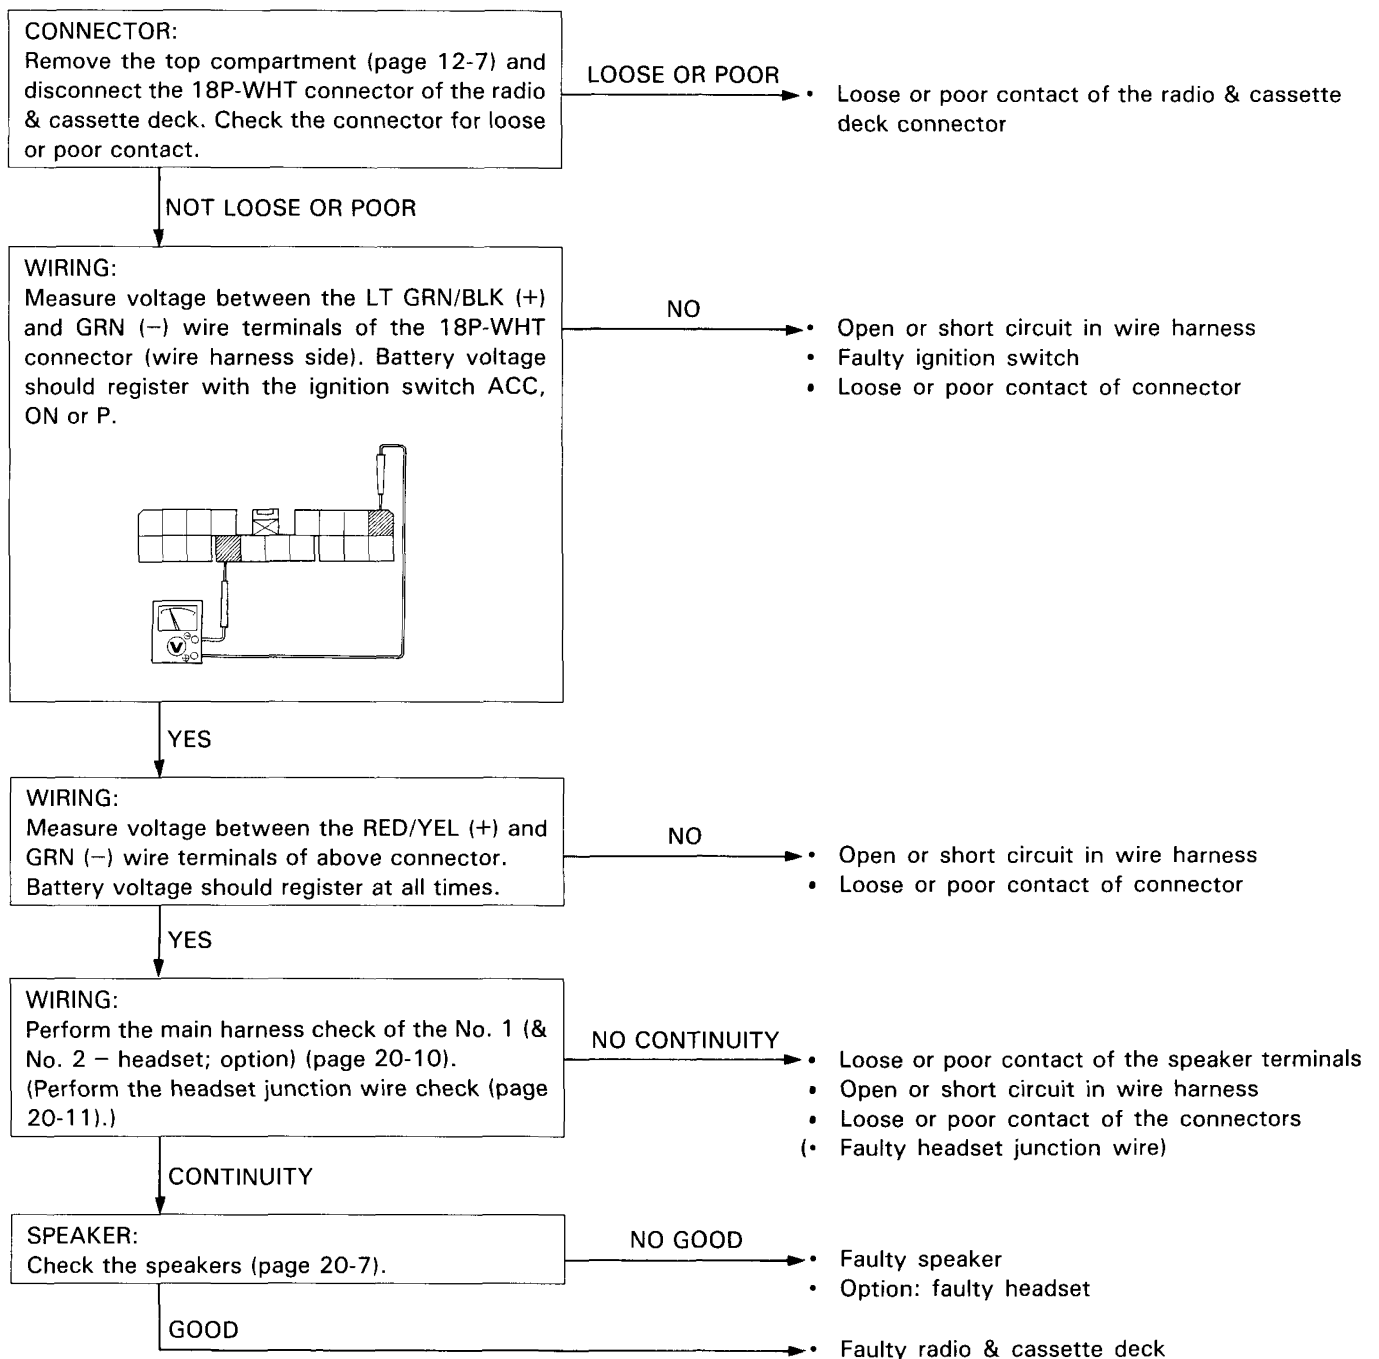 CONNECTOR:
Remove the top compartment (page 12-7) and
disconnect the 18P-WHT connector of the radio
& cassette deck. Check the connector for loose
or poor contact.
LOOSE OR POOR
• Loose or poor contact of the radio & cassette
deck connector
NOT LOOSE OR POOR
WIRING:
Measure voltage between the LT GRN/BLK (+)
and GRN (−) wire terminals of the 18P-WHT
connector (wire harness side). Battery voltage
should register with the ignition switch ACC,
ON or P.
NO
• Open or short circuit in wire harness
• Faulty ignition switch
• Loose or poor contact of connector
V
YES
WIRING:
Measure voltage between the RED/YEL (+) and
GRN (−) wire terminals of above connector.
Battery voltage should register at all times.
NO
• Open or short circuit in wire harness
• Loose or poor contact of connector
YES
WIRING:
Perform the main harness check of the No. 1 (&
No. 2 − headset; option) (page 20-10).
(Perform the headset junction wire check (page
20-11).)
NO CONTINUITY
• Loose or poor contact of the speaker terminals
• Open or short circuit in wire harness
• Loose or poor contact of the connectors
(• Faulty headset junction wire)
CONTINUITY
SPEAKER:
Check the speakers (page 20-7).
NO GOOD
• Faulty speaker
• Option: faulty headset
GOOD
• Faulty radio & cassette deck